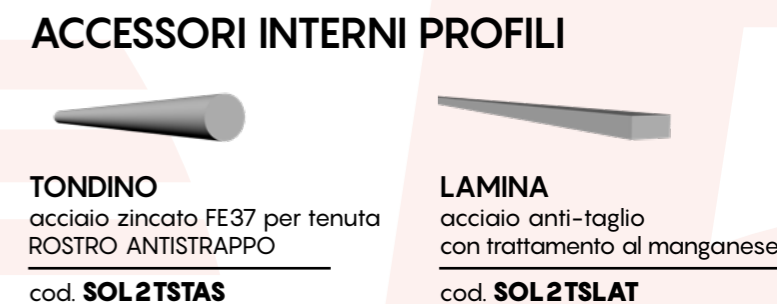 ACCESSORI INTERNI PROFILI
TONDINO
acciaio zincato FE37 per tenuta
ROSTRO ANTISTRAPPO
cod. SOL2TSTAS
LAMINA
acciaio anti-taglio
con trattamento al manganese
cod. SOL2TSLAT